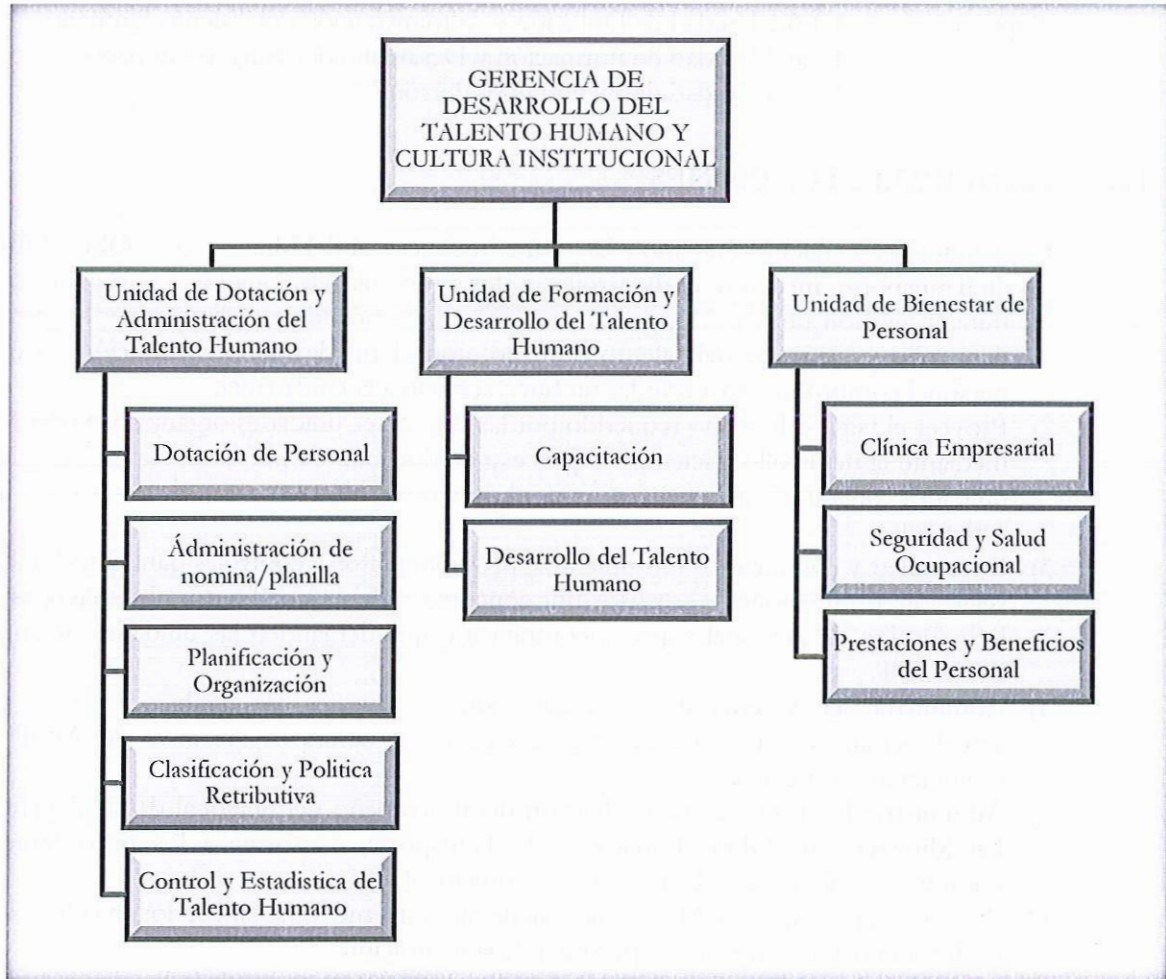 GERENCIA DE
DESARROLLO DEL
TALENTO HUMANO Y
CULTURA INSTITUCIONAL
Unidad de Dotación y
Administración del
Talento Humano
Dotación de Personal
Ádministración de
nomina/planilla
Planificación y
Organización
Clasificación y Politica
Retributiva
Control y Estadistica del
Talento Humano
Unidad de Formación y
Desarrollo del Talento
Humano
Capacitación
Desarrollo del Talento
Humano
Unidad de Bienestar de
Personal
Clínica Empresarial
Seguridad y Salud
Ocupacional
Prestaciones y Beneficios
del Personal